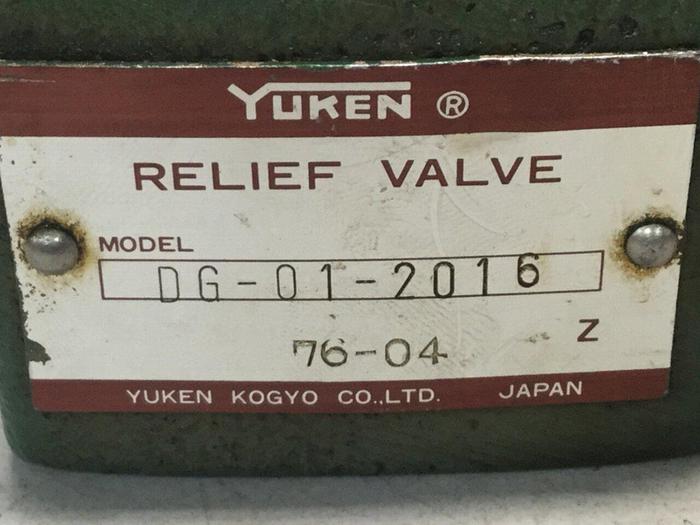 YUKEN ®
RELIEF VALVE
MODEL
DG-01-2016
Z
76-04
YUKEN KOGYO CO.,LTD. JAPAN